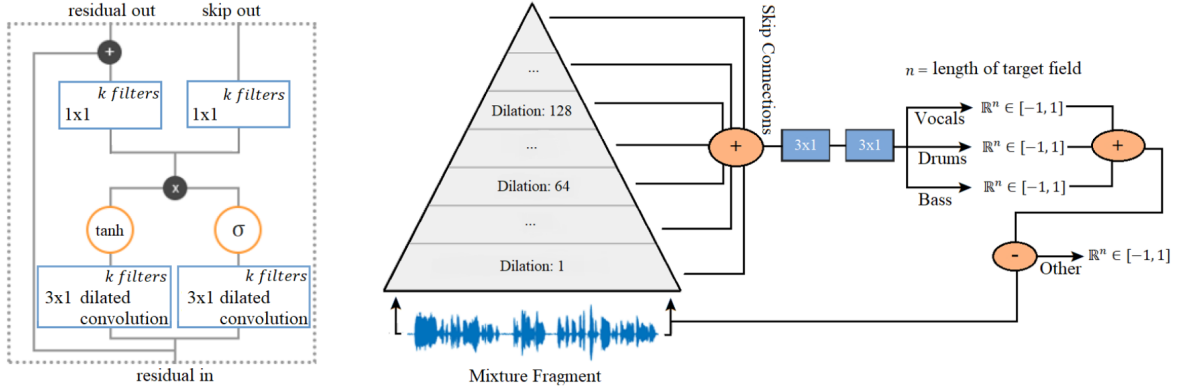 residual out
skip out
+
k filters
1x1
k filters
1x1
x
tanh
σ
k filters
3x1 dilated
convolution
k filters
3x1 dilated
convolution
residual in
...
Dilation: 128
...
Dilation: 64
...
Dilation: 1
Mixture Fragment
Skip Connections
+
3x1
3x1
n = length of target field
Vocals
ℝⁿ ∈ [−1, 1]
Drums
ℝⁿ ∈ [−1, 1]
Bass
ℝⁿ ∈ [−1, 1]
+
-
Other
ℝⁿ ∈ [−1, 1]